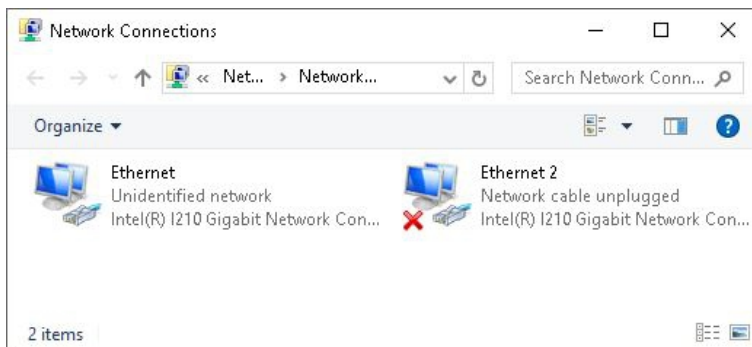 Network Connections
« Net... > Network...
Search Network Conn...
Organize
Ethernet
Unidentified network
Intel(R) I210 Gigabit Network Con...
Ethernet 2
Network cable unplugged
Intel(R) I210 Gigabit Network Con...
2 items